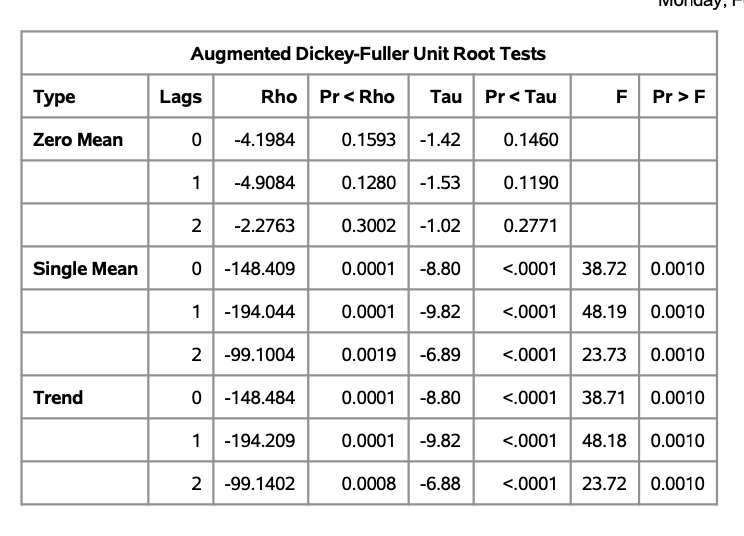 Augmented Dickey-Fuller Unit Root Tests
Type Lags Rho Pr < Rho Tau Pr < Tau F Pr > F
Zero Mean 0 -4.1984 0.1593 -1.42 0.1460
1 -4.9084 0.1280 -1.53 0.1190
2 -2.2763 0.3002 -1.02 0.2771
Single Mean 0 -148.409 0.0001 -8.80 <.0001 38.72 0.0010
1 -194.044 0.0001 -9.82 <.0001 48.19 0.0010
2 -99.1004 0.0019 -6.89 <.0001 23.73 0.0010
Trend 0 -148.484 0.0001 -8.80 <.0001 38.71 0.0010
1 -194.209 0.0001 -9.82 <.0001 48.18 0.0010
2 -99.1402 0.0008 -6.88 <.0001 23.72 0.0010